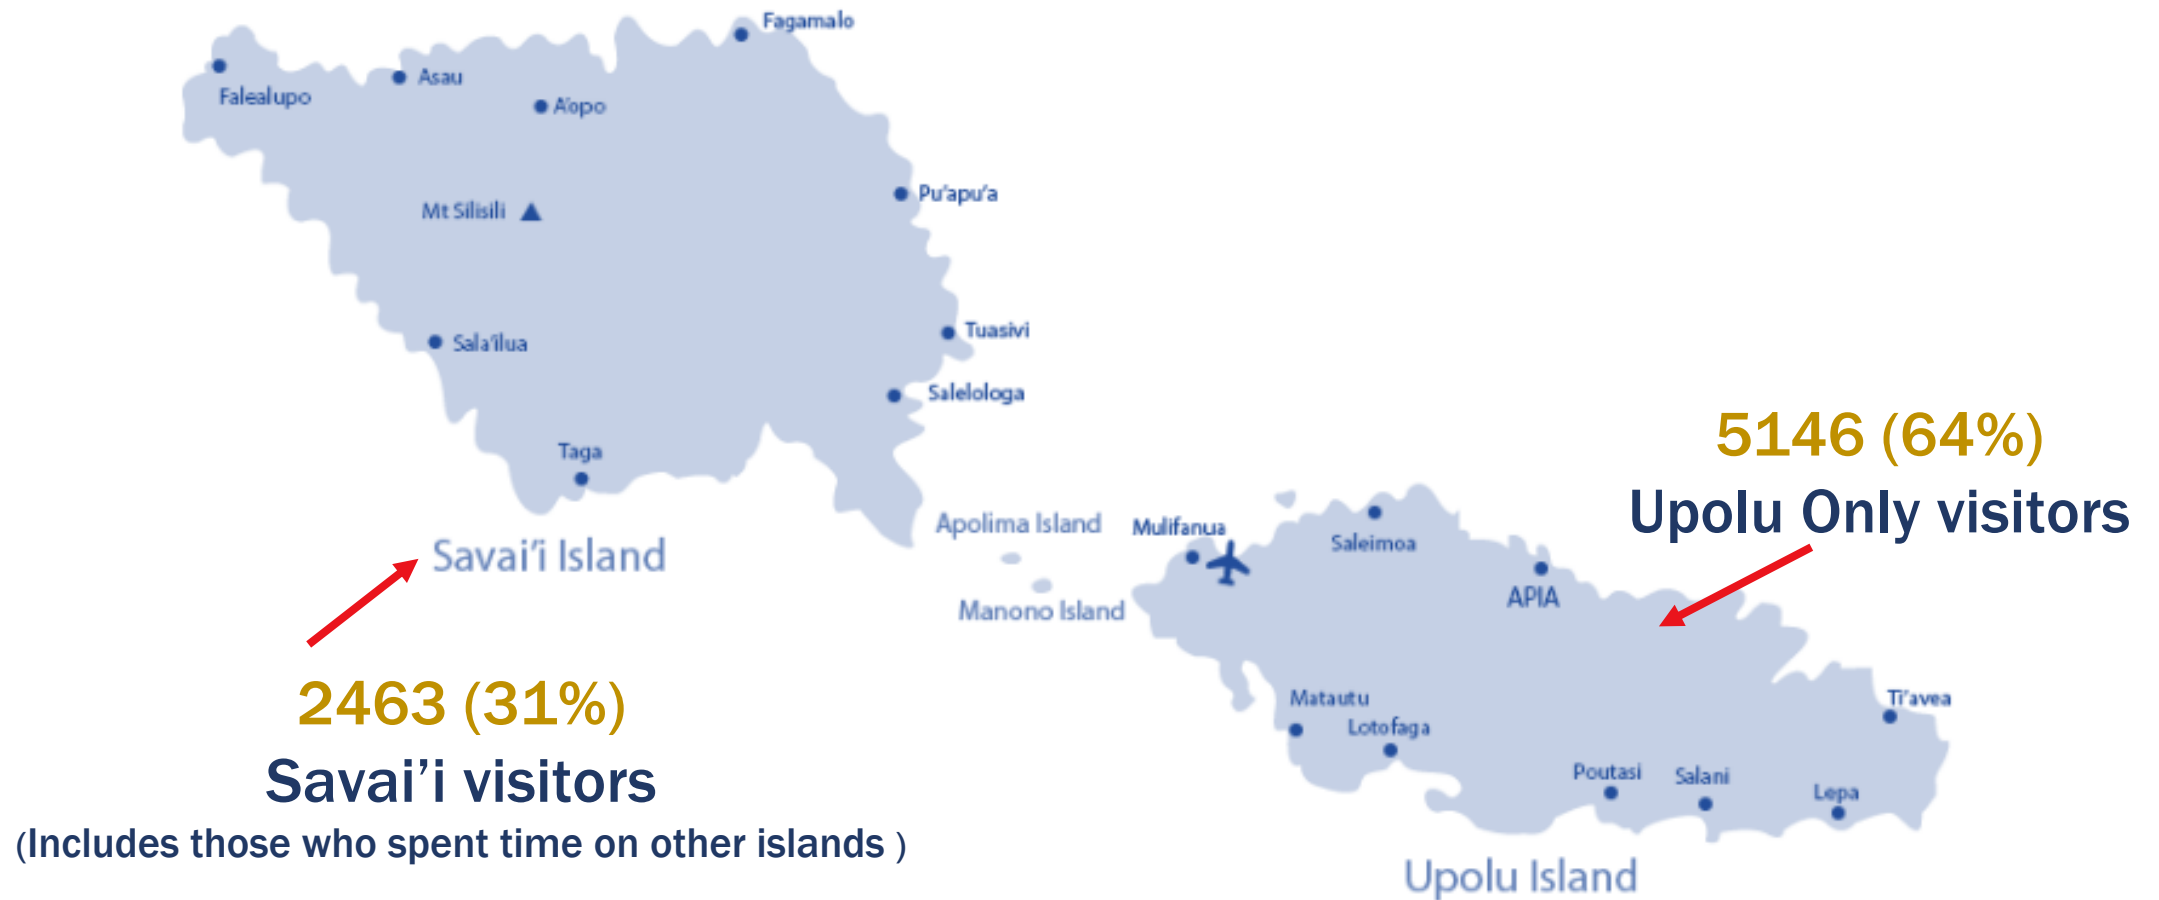 Fagamalo
Asau
Falealupo
A'opo
Pu'apu'a
Mt Silisili
Tuasivi
Sala'ilua
Salelologa
Taga
Savai'i Island
2463 (31%)
Savai’i visitors
(Includes those who spent time on other islands )
Apolima Island
Manono Island
5146 (64%)
Upolu Only visitors
Mulifanua
Saleimoa
APIA
Matautu
Lotofaga
Ti'avea
Poutasi
Salani
Lepa
Upolu Island